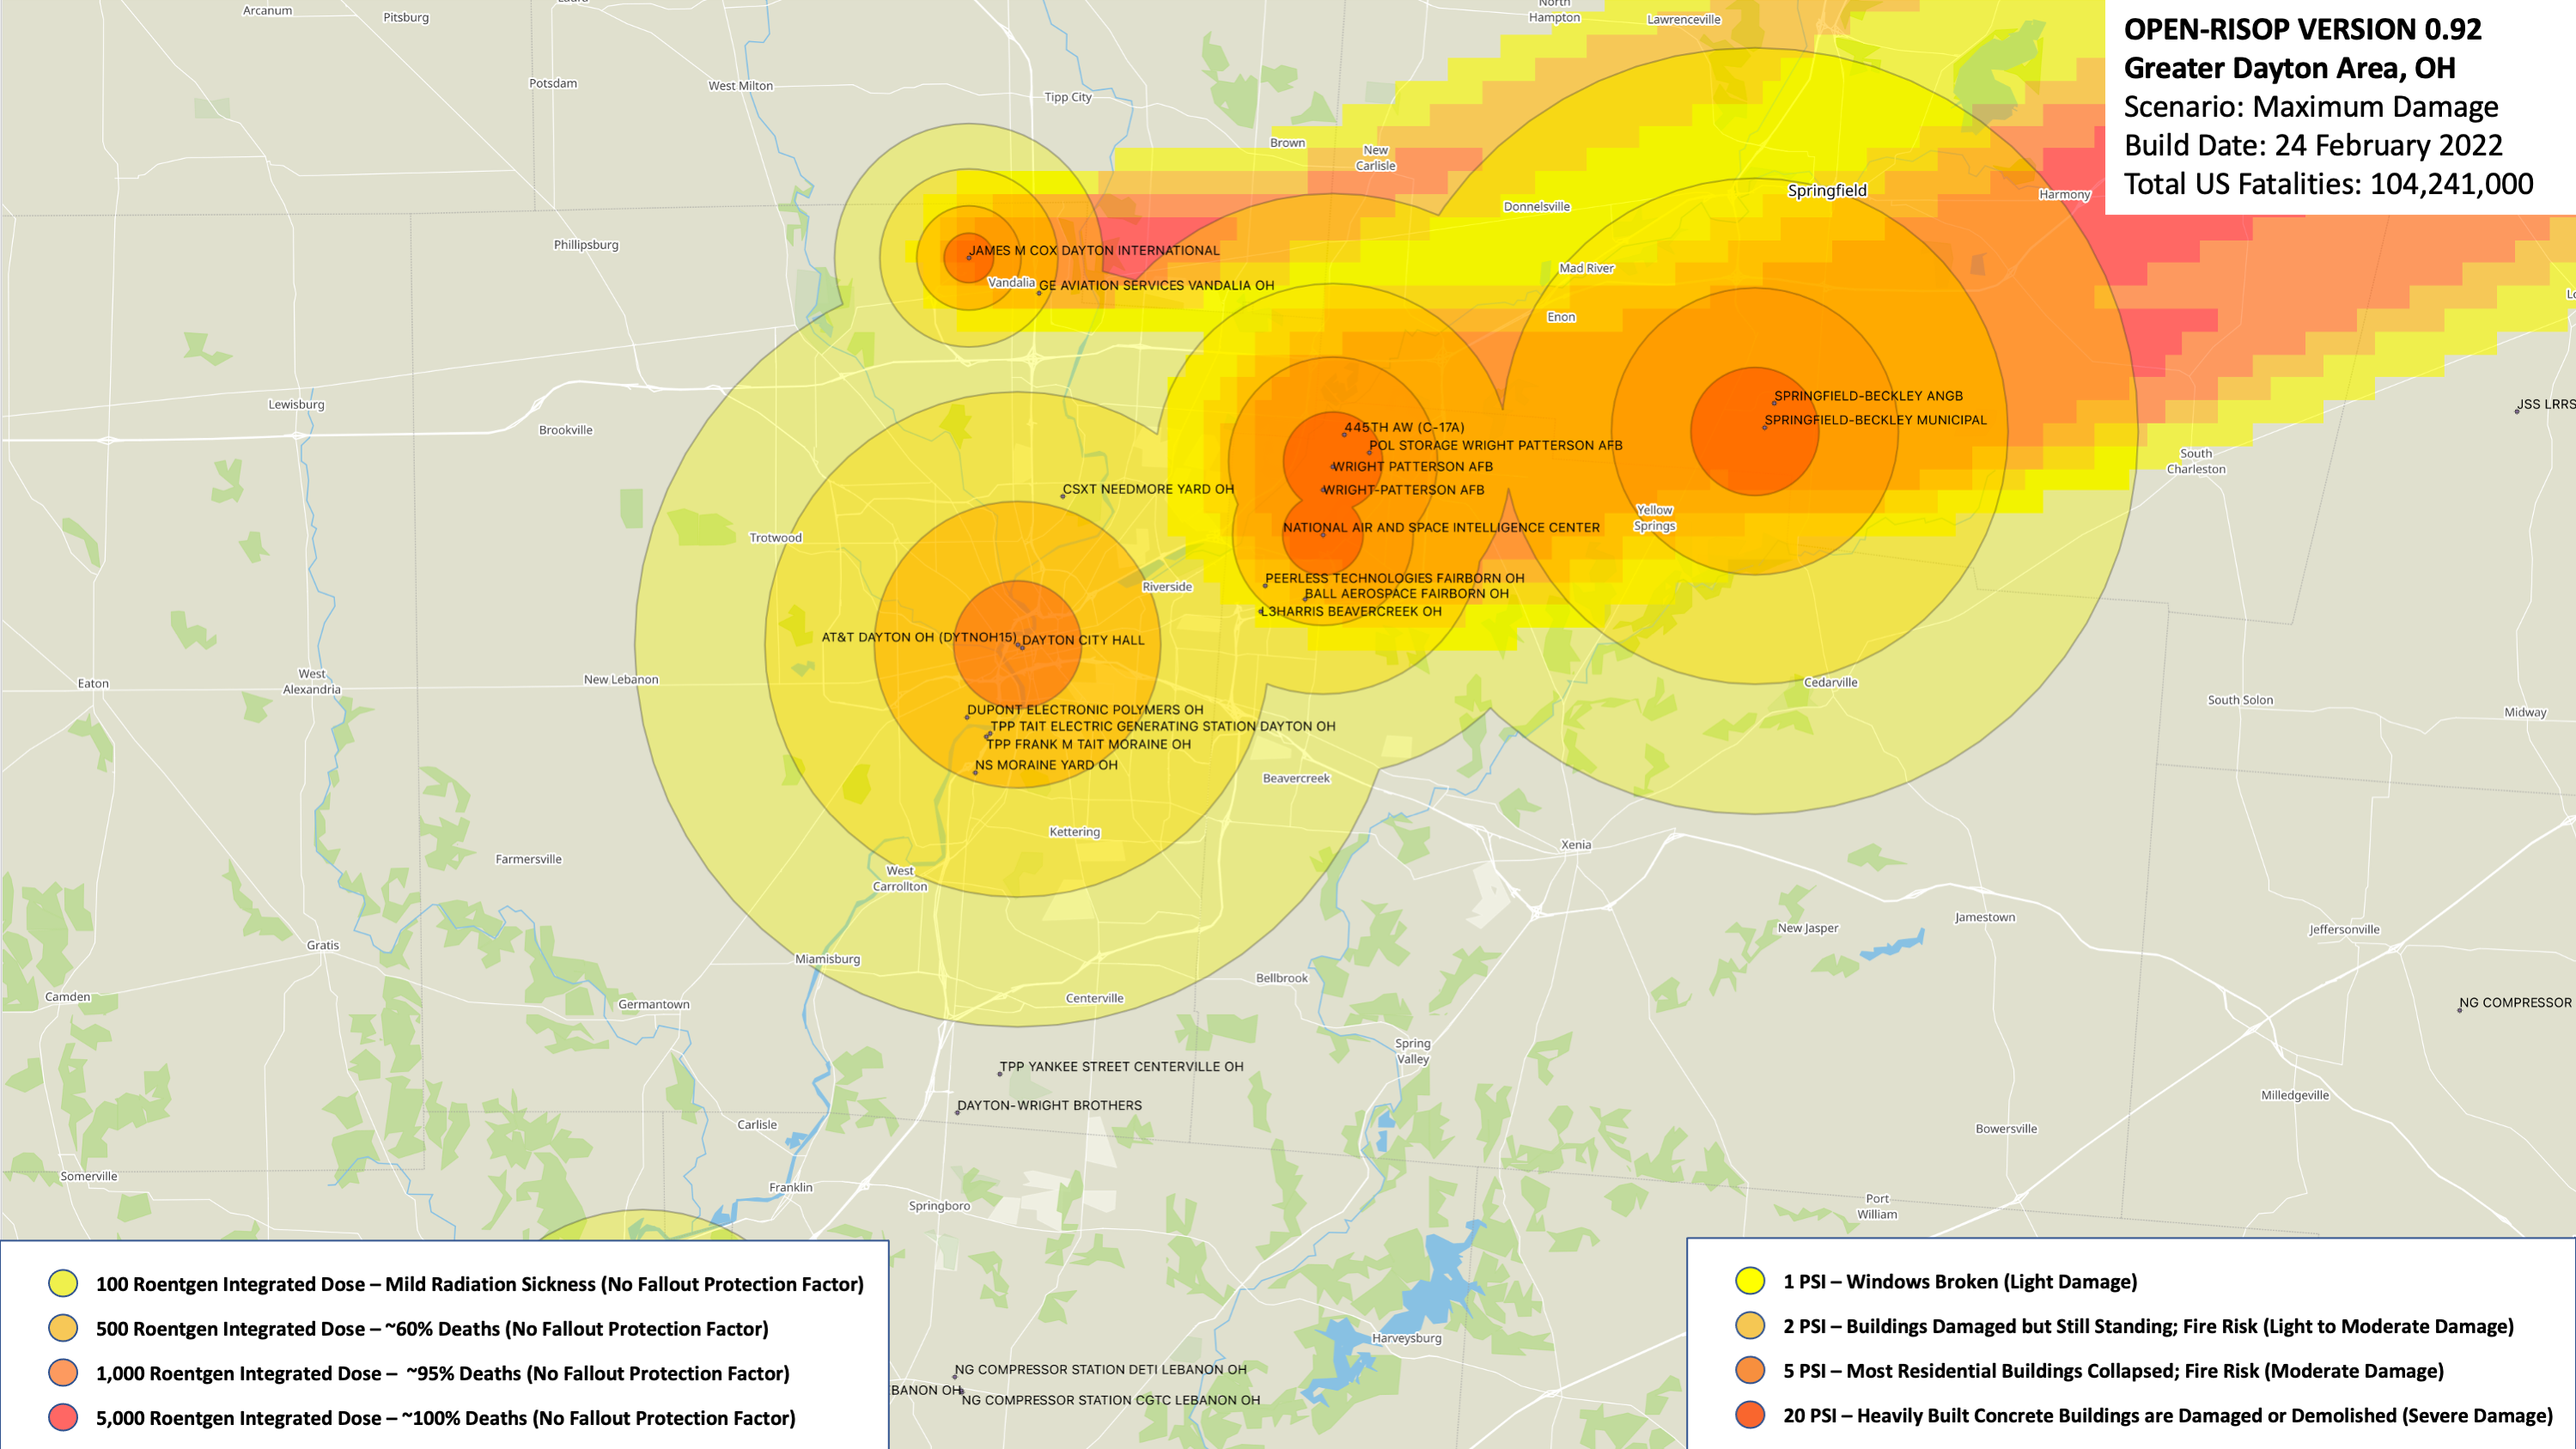 Arcanum
Pitsburg
North
Hampton
Lawrenceville
Potsdam
West Milton
Tipp City
Brown
New
Carlisle
OPEN-RISOP VERSION 0.92
Greater Dayton Area, OH
Scenario: Maximum Damage
Build Date: 24 February 2022
Total US Fatalities: 104,241,000
Springfield
Harmony
Donnelsville
Phillipsburg
JAMES M COX DAYTON INTERNATIONAL
Mad River
Vandalia
GE AVIATION SERVICES VANDALIA OH
Enon
Lewisburg
Brookville
SPRINGFIELD-BECKLEY ANGB
SPRINGFIELD-BECKLEY MUNICIPAL
JSS LRRS
445TH AW (C-17A)
POL STORAGE WRIGHT PATTERSON AFB
WRIGHT PATTERSON AFB
WRIGHT-PATTERSON AFB
South
Charleston
CSXT NEEDMORE YARD OH
Yellow
Springs
NATIONAL AIR AND SPACE INTELLIGENCE CENTER
Trotwood
Riverside
PEERLESS TECHNOLOGIES FAIRBORN OH
BALL AEROSPACE FAIRBORN OH
L3HARRIS BEAVERCREEK OH
AT&T DAYTON OH (DYTNOH15)
DAYTON CITY HALL
Eaton
West
Alexandria
New Lebanon
Cedarville
South Solon
Midway
DUPONT ELECTRONIC POLYMERS OH
TPP TAIT ELECTRIC GENERATING STATION DAYTON OH
TPP FRANK M TAIT MORAINE OH
NS MORAINE YARD OH
Beavercreek
Kettering
Xenia
Farmersville
West
Carrollton
Gratis
Miamisburg
New Jasper
Jamestown
Jeffersonville
Bellbrook
Camden
Germantown
Centerville
NG COMPRESSOR
Spring
Valley
TPP YANKEE STREET CENTERVILLE OH
DAYTON-WRIGHT BROTHERS
Carlisle
Milledgeville
Bowersville
Somerville
Franklin
Springboro
Port
William
Harveysburg
NG COMPRESSOR STATION DETI LEBANON OH
BANON OH
NG COMPRESSOR STATION CGTC LEBANON OH
100 Roentgen Integrated Dose – Mild Radiation Sickness (No Fallout Protection Factor)
500 Roentgen Integrated Dose – ~60% Deaths (No Fallout Protection Factor)
1,000 Roentgen Integrated Dose – ~95% Deaths (No Fallout Protection Factor)
5,000 Roentgen Integrated Dose – ~100% Deaths (No Fallout Protection Factor)
1 PSI – Windows Broken (Light Damage)
2 PSI – Buildings Damaged but Still Standing; Fire Risk (Light to Moderate Damage)
5 PSI – Most Residential Buildings Collapsed; Fire Risk (Moderate Damage)
20 PSI – Heavily Built Concrete Buildings are Damaged or Demolished (Severe Damage)